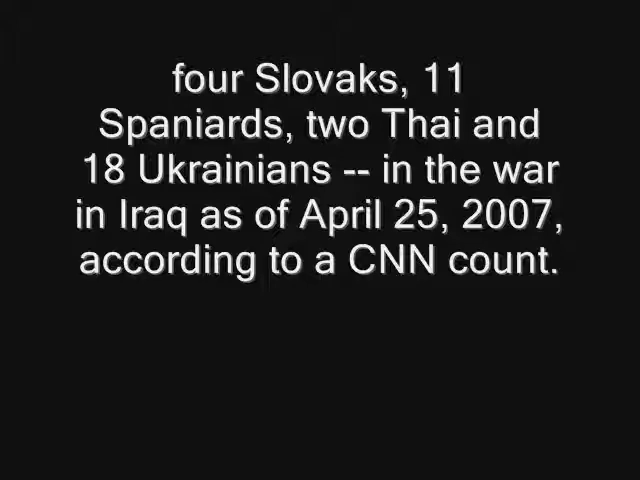 four Slovaks, 11
Spaniards, two Thai and
18 Ukrainians -- in the war
in Iraq as of April 25, 2007,
according to a CNN count.